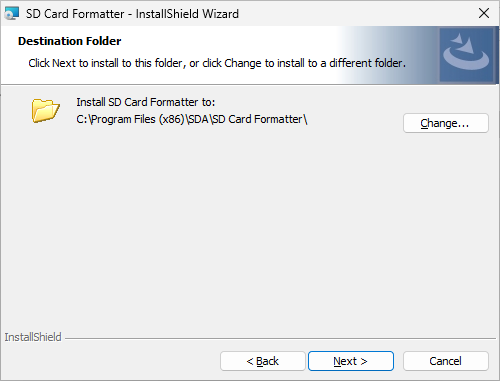 SD Card Formatter - InstallShield Wizard
Destination Folder
Click Next to install to this folder, or click Change to install to a different folder.
Install SD Card Formatter to:
C:\Program Files (x86)\SDA\SD Card Formatter\
Change...
InstallShield
< Back
Next >
Cancel